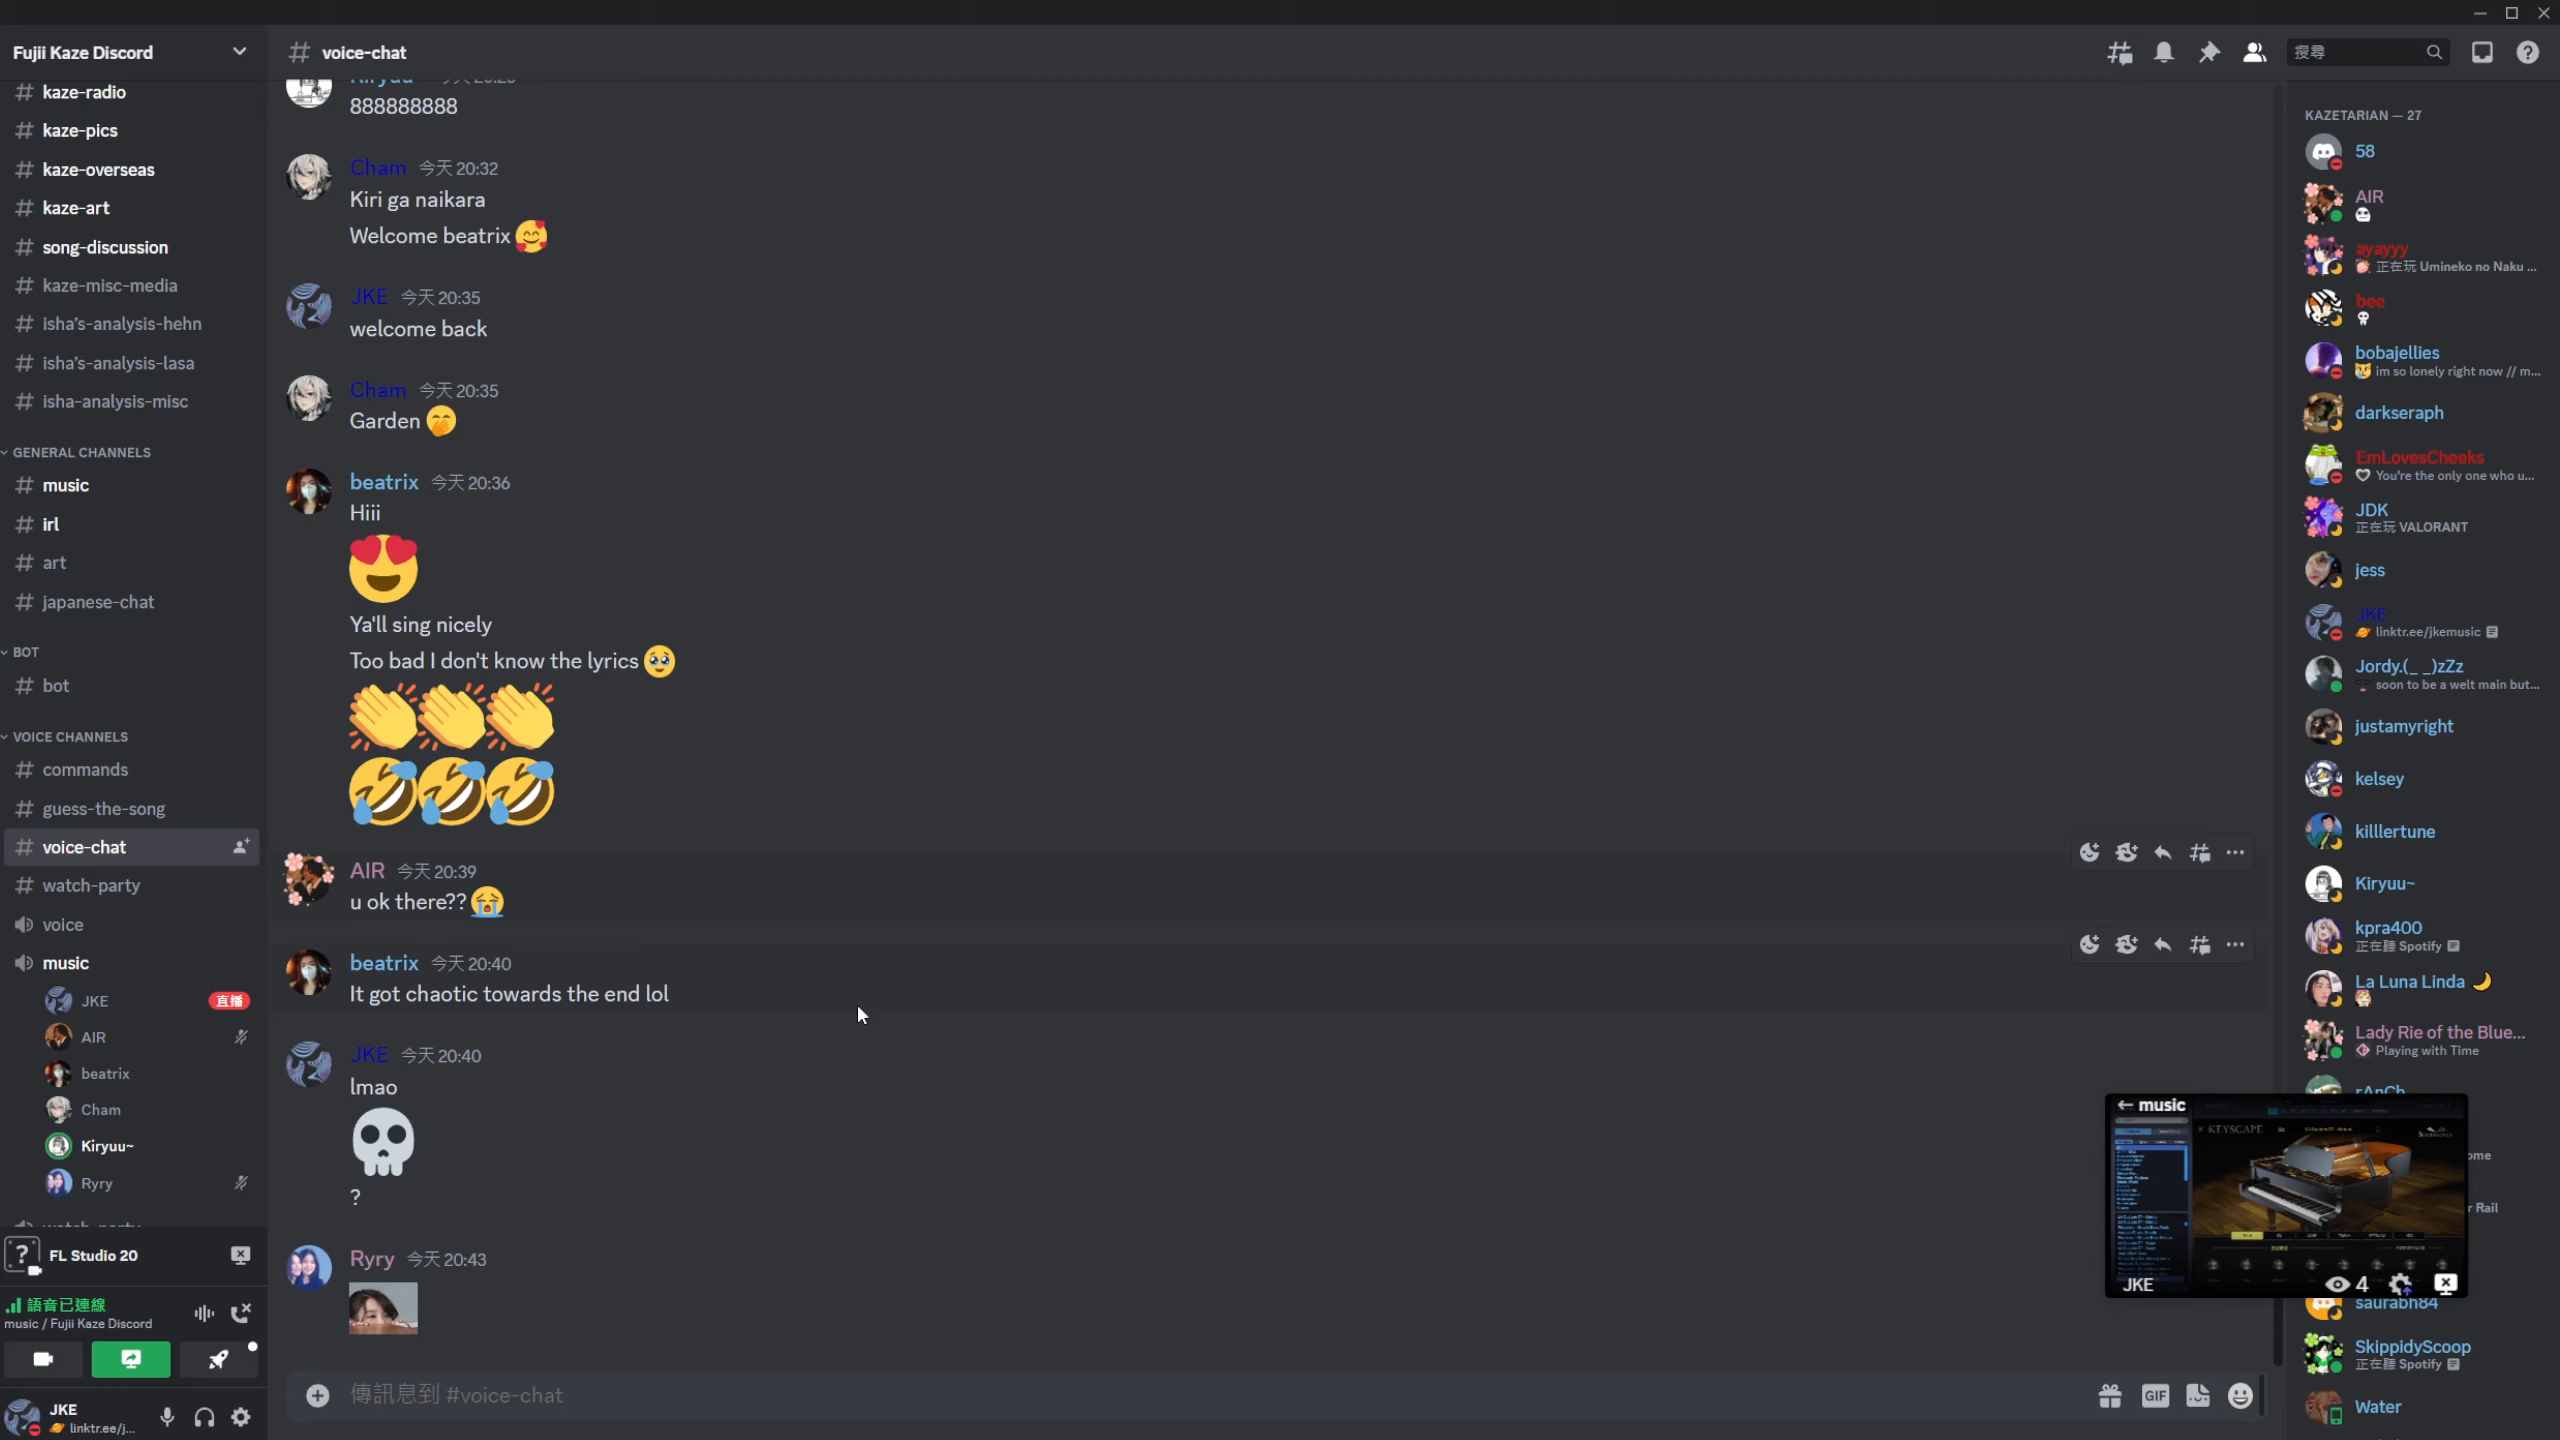 Fujii Kaze Discord
# kaze-radio
# kaze-pics
# kaze-overseas
# kaze-art
# song-discussion
# kaze-misc-media
# isha's-analysis-hehn
# isha's-analysis-lasa
# isha-analysis-misc
GENERAL CHANNELS
# music
# irl
# art
# japanese-chat
BOT
# bot
VOICE CHANNELS
# commands
# guess-the-song
# voice-chat
# watch-party
voice
music
JKE 直播
AIR
beatrix
Cham
Kiryuu~
Ryry
FL Studio 20
語音已連線
music / Fujii Kaze Discord
JKE
linktr.ee/j...
# voice-chat
搜尋
888888888
Cham 今天 20:32
Kiri ga naikara
Welcome beatrix
JKE 今天 20:35
welcome back
Cham 今天 20:35
Garden
beatrix 今天 20:36
Hiii
Ya'll sing nicely
Too bad I don't know the lyrics
AIR 今天 20:39
u ok there??
beatrix 今天 20:40
It got chaotic towards the end lol
JKE 今天 20:40
lmao
?
Ryry 今天 20:43
傳訊息到 #voice-chat
GIF
KAZETARIAN — 27
58
AIR
ayayyy
正在玩 Umineko no Naku ...
bee
bobajellies
im so lonely right now // m...
darkseraph
EmLovesCheeks
You're the only one who u...
JDK
正在玩 VALORANT
jess
JKE
linktr.ee/jkemusic
Jordy.(_ _)zZz
soon to be a welt main but...
justamyright
kelsey
killlertune
Kiryuu~
kpra400
正在聽 Spotify
La Luna Linda
Lady Rie of the Blue...
Playing with Time
music
KEYSCAPE
JKE
4
ome
r Rail
saurabh84
SkippidyScoop
正在聽 Spotify
Water